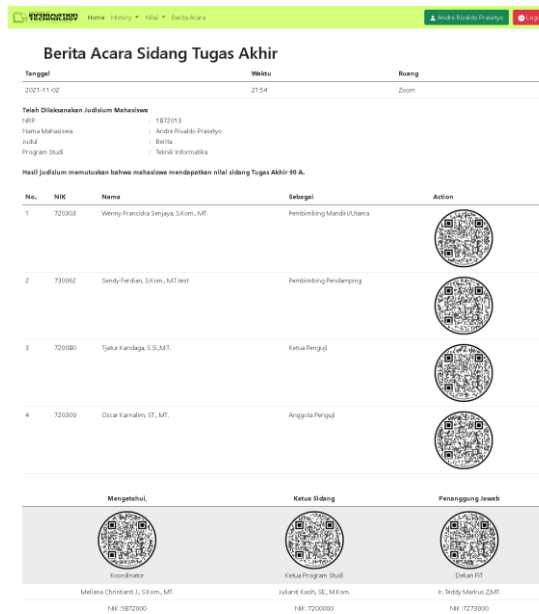 INFORMATION TECHNOLOGY Home History Nilai Berita Acara Andre Rivaldo Prasetyo
Berita Acara Sidang Tugas Akhir
Tanggal Waktu Ruang
2021-11-02 21:54 Zoom
Telah Dilaksanakan Judisium Mahasiswa
NRP : 1872013
Nama Mahasiswa : Andre Rivaldo Prasetyo
Judul : Berita
Program Studi : Teknik Informatika
Hasil judisium memutuskan bahwa mahasiswa mendapatkan nilai sidang Tugas Akhir 90 A.
No. NIK Nama Sebagai Action
1 720303 Wenny Franciska Senjaya, S.Kom., MT. Pembimbing Mandiri/Utama
2 730062 Sendy Ferdian, S.Kom., M.T.test Pembimbing Pendamping
3 720080 Tjatur Kandaga, S.Si.,M.T. Ketua Penguji
4 720309 Oscar Karnalim, ST., MT. Anggota Penguji
Mengetahui, Ketua Sidang Penanggung Jawab
Koordinator Ketua Program Studi Dekan FIT
Meliana Christianti J., S.Kom., MT. Julianti Kasih, SE., M.Kom. Ir. Teddy Markus Z,MT.
NIK :1872000 NIK :7200000 NIK :7273000